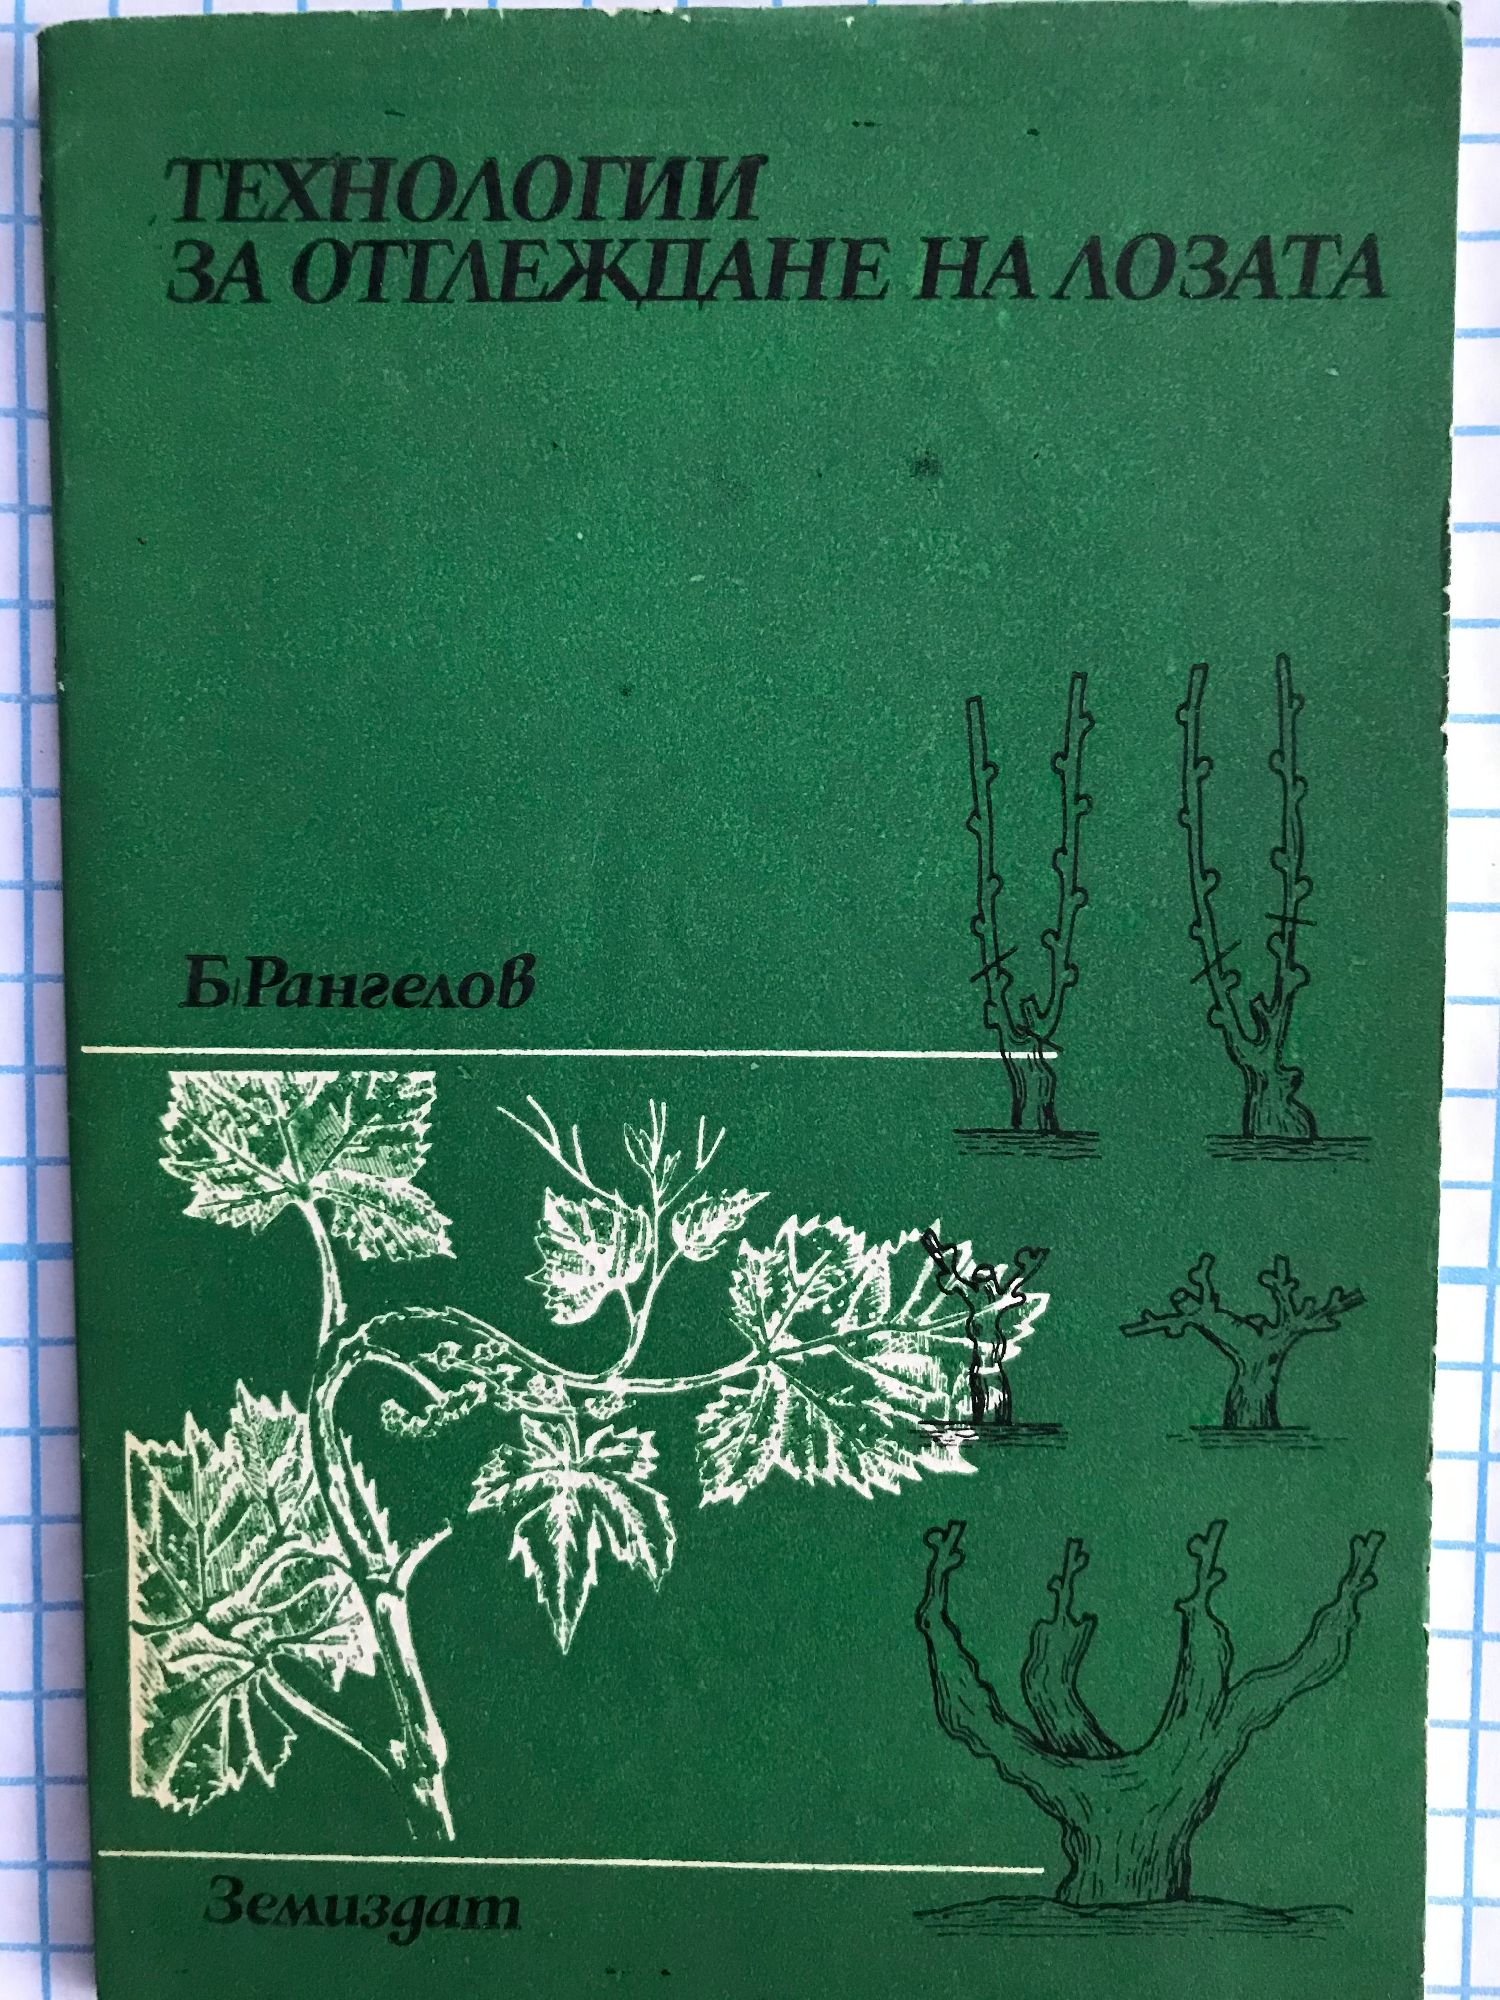 ТЕХНОЛОГИИ
ЗА ОТГЛЕЖДАНЕ НА ЛОЗАТА
Б. Рангелов
Земиздат